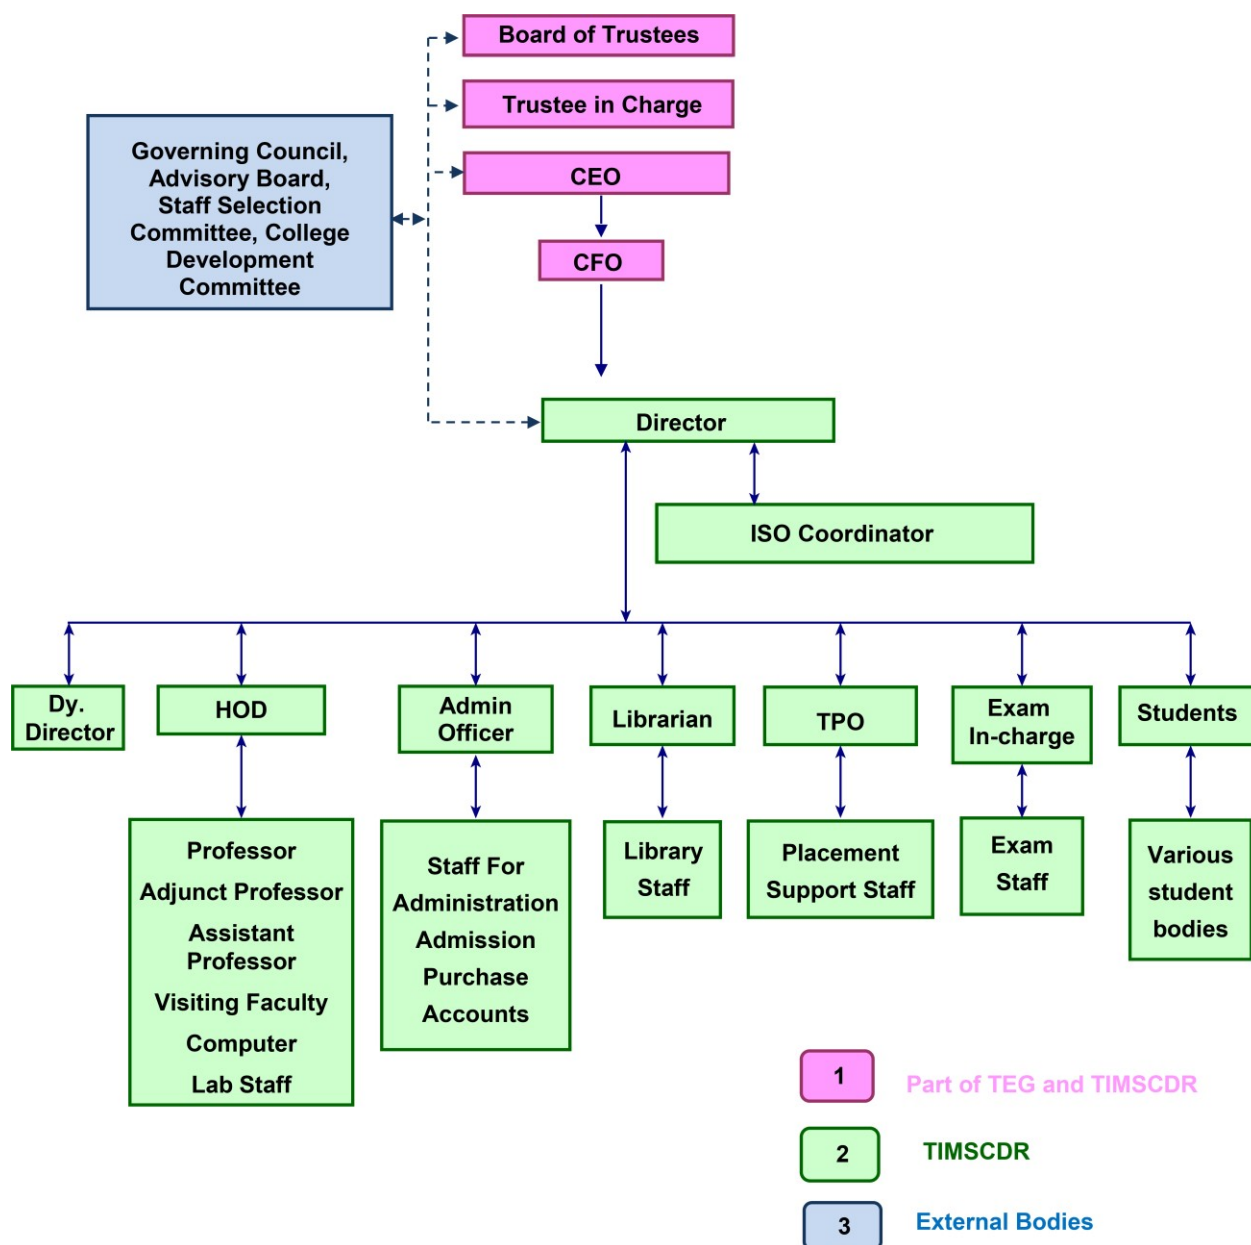 Board of Trustees
Trustee in Charge
Governing Council,
Advisory Board,
Staff Selection
Committee, College
Development
Committee
CEO
CFO
Director
ISO Coordinator
Dy.
Director
HOD
Admin
Officer
Librarian
TPO
Exam
In-charge
Students
Professor
Adjunct Professor
Assistant
Professor
Visiting Faculty
Computer
Lab Staff
Staff For
Administration
Admission
Purchase
Accounts
Library
Staff
Placement
Support Staff
Exam
Staff
Various
student
bodies
1 Part of TEG and TIMSCDR
2 TIMSCDR
3 External Bodies